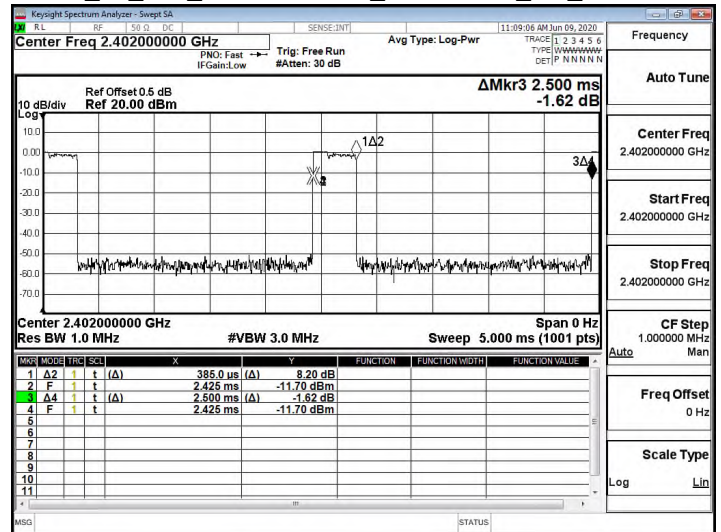 Keysight Spectrum Analyzer - Swept SA
LXI RL RF 50 Ω DC SENSE:INT 11:09:06 AM Jun 09, 2020
Center Freq 2.402000000 GHz Avg Type: Log-Pwr TRACE 1 2 3 4 5 6
PNO: Fast Trig: Free Run TYPE WWWWWW
IFGain:Low #Atten: 30 dB DET P N N N N N
Ref Offset 0.5 dB ΔMkr3 2.500 ms
10 dB/div Ref 20.00 dBm -1.62 dB
Log
10.0
0.00
-10.0
-20.0
-30.0
-40.0
-50.0
-60.0
-70.0
1Δ2
3Δ4
Center 2.402000000 GHz Span 0 Hz
Res BW 1.0 MHz #VBW 3.0 MHz Sweep 5.000 ms (1001 pts)
MKR MODE TRC SCL X Y FUNCTION FUNCTION WIDTH FUNCTION VALUE
1 Δ2 1 t (Δ) 385.0 µs (Δ) 8.20 dB
2 F 1 t 2.425 ms -11.70 dBm
3 Δ4 1 t (Δ) 2.500 ms (Δ) -1.62 dB
4 F 1 t 2.425 ms -11.70 dBm
5
6
7
8
9
10
11
MSG STATUS
Frequency
Auto Tune
Center Freq
2.402000000 GHz
Start Freq
2.402000000 GHz
Stop Freq
2.402000000 GHz
CF Step
1.000000 MHz
Auto Man
Freq Offset
0 Hz
Scale Type
Log Lin